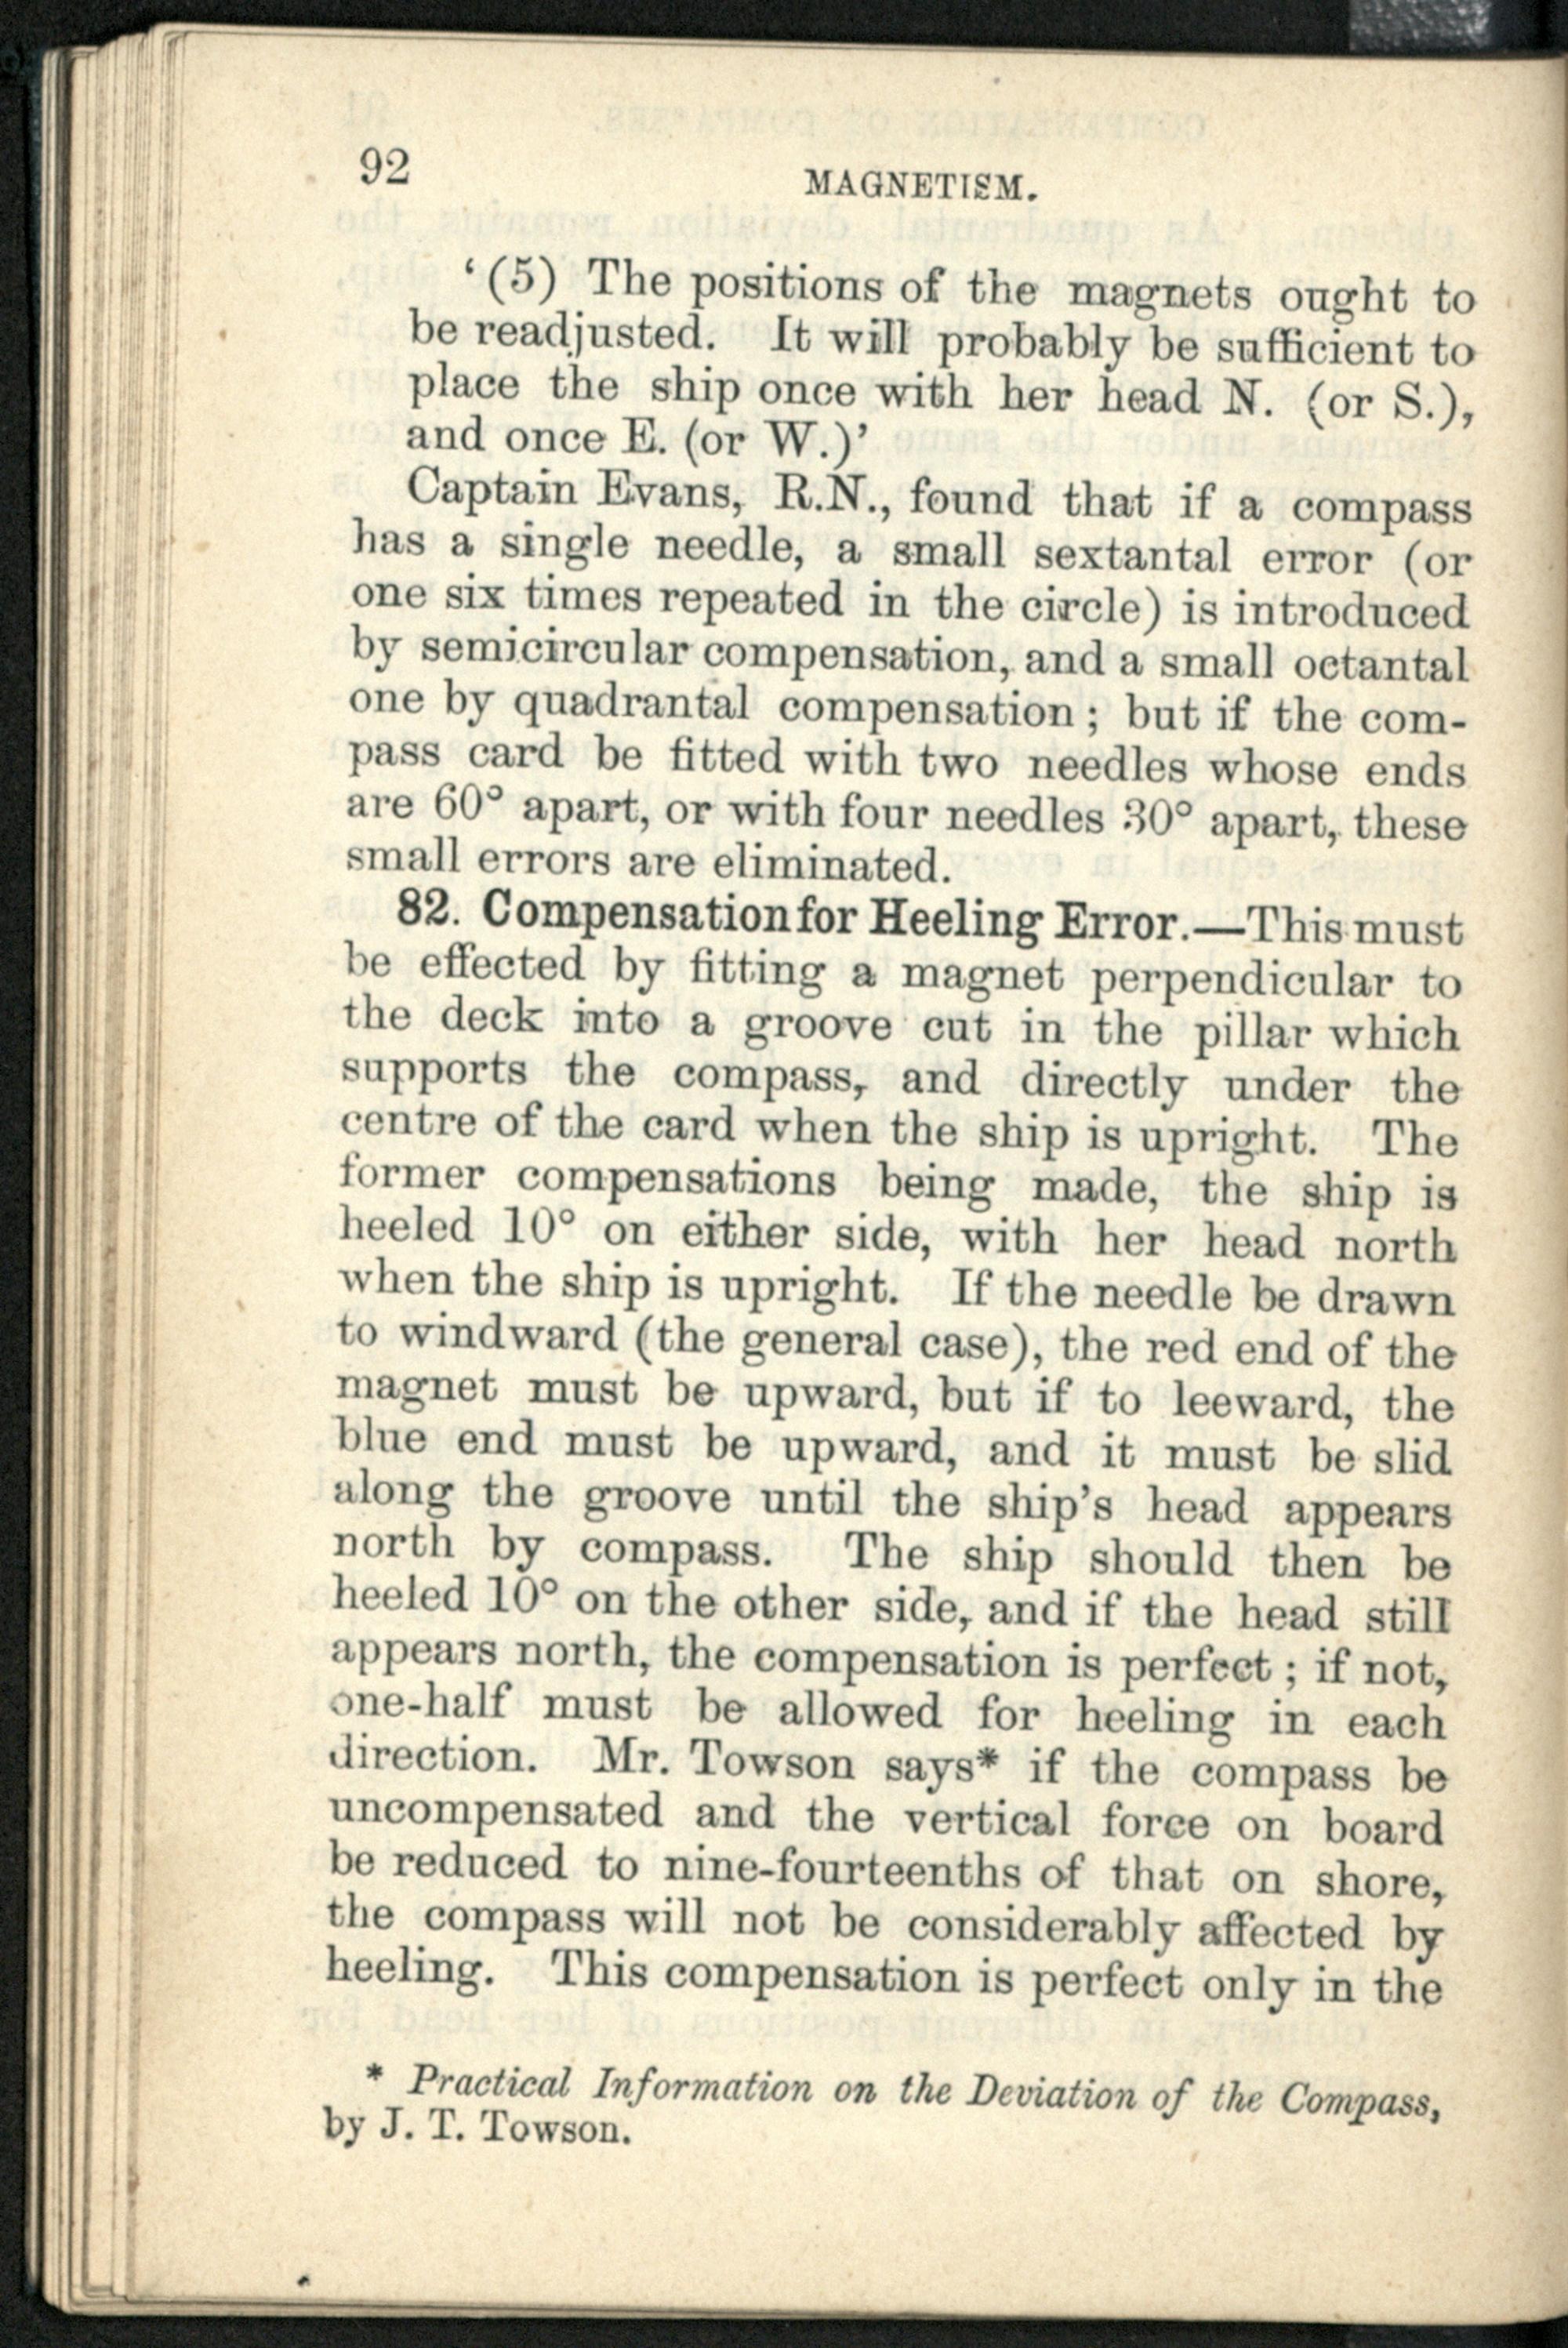 92
MAGNETISM.
‘(5) The positions of the magnets ought to
be readjusted. It will probably be sufficient to
place the ship once with her head N. (or S.),
and once E. (or W.)’
Captain Evans, R.N., found that if a compass
has a single needle, a small sextantal error (or
one six times repeated in the circle) is introduced
by semicircular compensation, and a small octantal
one by quadrantal compensation; but if the com-
pass card be fitted with two needles whose ends
are 60° apart, or with four needles 30° apart, these
small errors are eliminated.
82. Compensation for Heeling Error.—This must
be effected by fitting a magnet perpendicular to
the deck into a groove cut in the pillar which
supports the compass, and directly under the
centre of the card when the ship is upright. The
former compensations being made, the ship is
heeled 10° on either side, with her head north
when the ship is upright. If the needle be drawn
to windward (the general case), the red end of the
magnet must be upward, but if to leeward, the
blue end must be upward, and it must be slid
along the groove until the ship’s head appears
north by compass. The ship should then be
heeled 10° on the other side, and if the head still
appears north, the compensation is perfect; if not,
one-half must be allowed for heeling in each
direction. Mr. Towson says* if the compass be
uncompensated and the vertical force on board
be reduced to nine-fourteenths of that on shore,
the compass will not be considerably affected by
heeling. This compensation is perfect only in the
* Practical Information on the Deviation of the Compass,
by J. T. Towson.